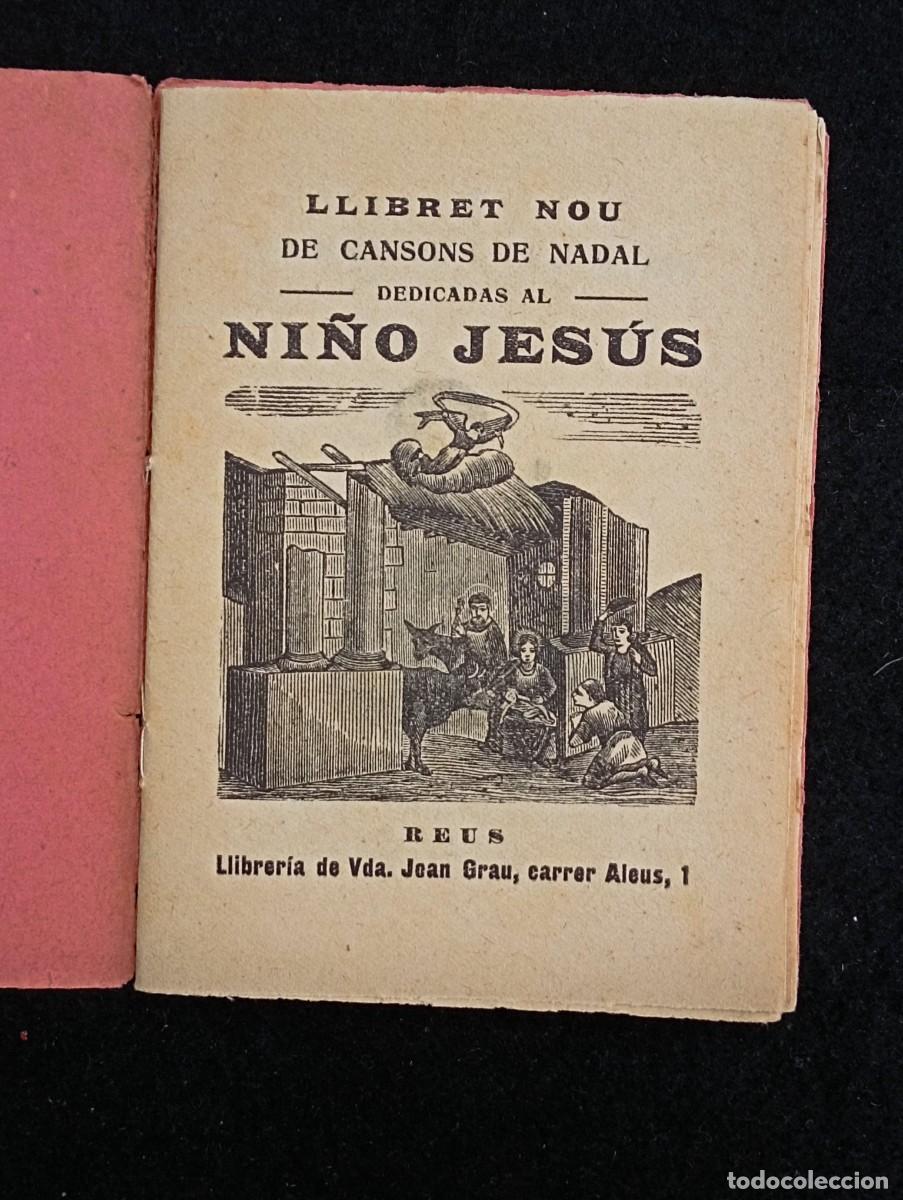 LLIBRET NOU
DE CANSONS DE NADAL
DEDICADAS AL
NIÑO JESÚS
REUS
Llibrería de Vda. Joan Grau, carrer Aleus, 1
todocoleccion